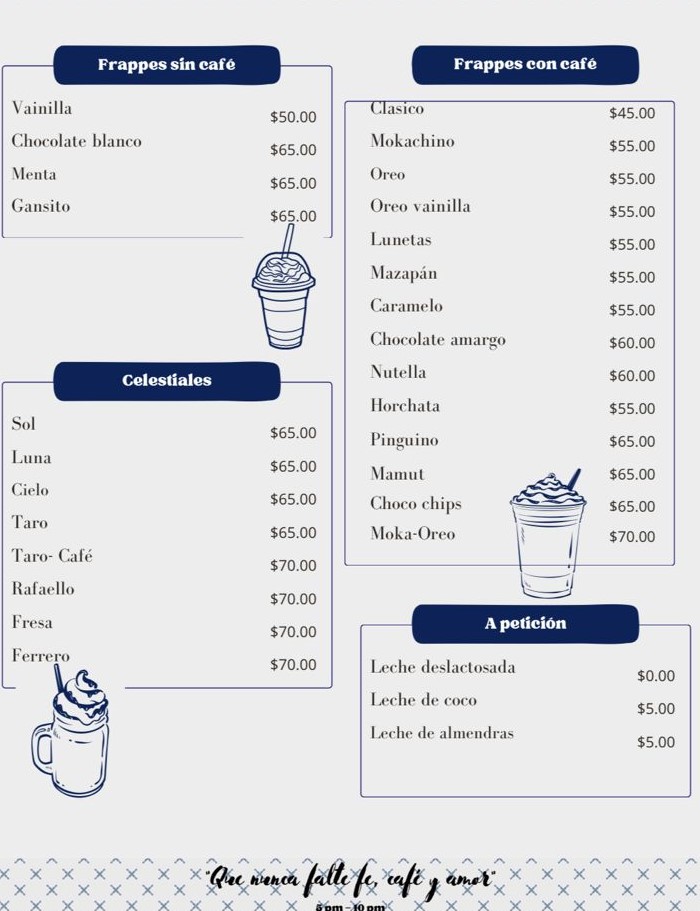 Frappes sin café
Vainilla $50.00
Chocolate blanco $65.00
Menta $65.00
Gansito $65.00
Celestiales
Sol $65.00
Luna $65.00
Cielo $65.00
Taro $65.00
Taro- Café $70.00
Rafaello $70.00
Fresa $70.00
Ferrero $70.00
Frappes con café
Clasico $45.00
Mokachino $55.00
Oreo $55.00
Oreo vainilla $55.00
Lunetas $55.00
Mazapán $55.00
Caramelo $55.00
Chocolate amargo $60.00
Nutella $60.00
Horchata $55.00
Pinguino $65.00
Mamut $65.00
Choco chips $65.00
Moka-Oreo $70.00
A petición
Leche deslactosada $0.00
Leche de coco $5.00
Leche de almendras $5.00
"Que nunca falte fe, café y amor"
5 pm - 10 pm